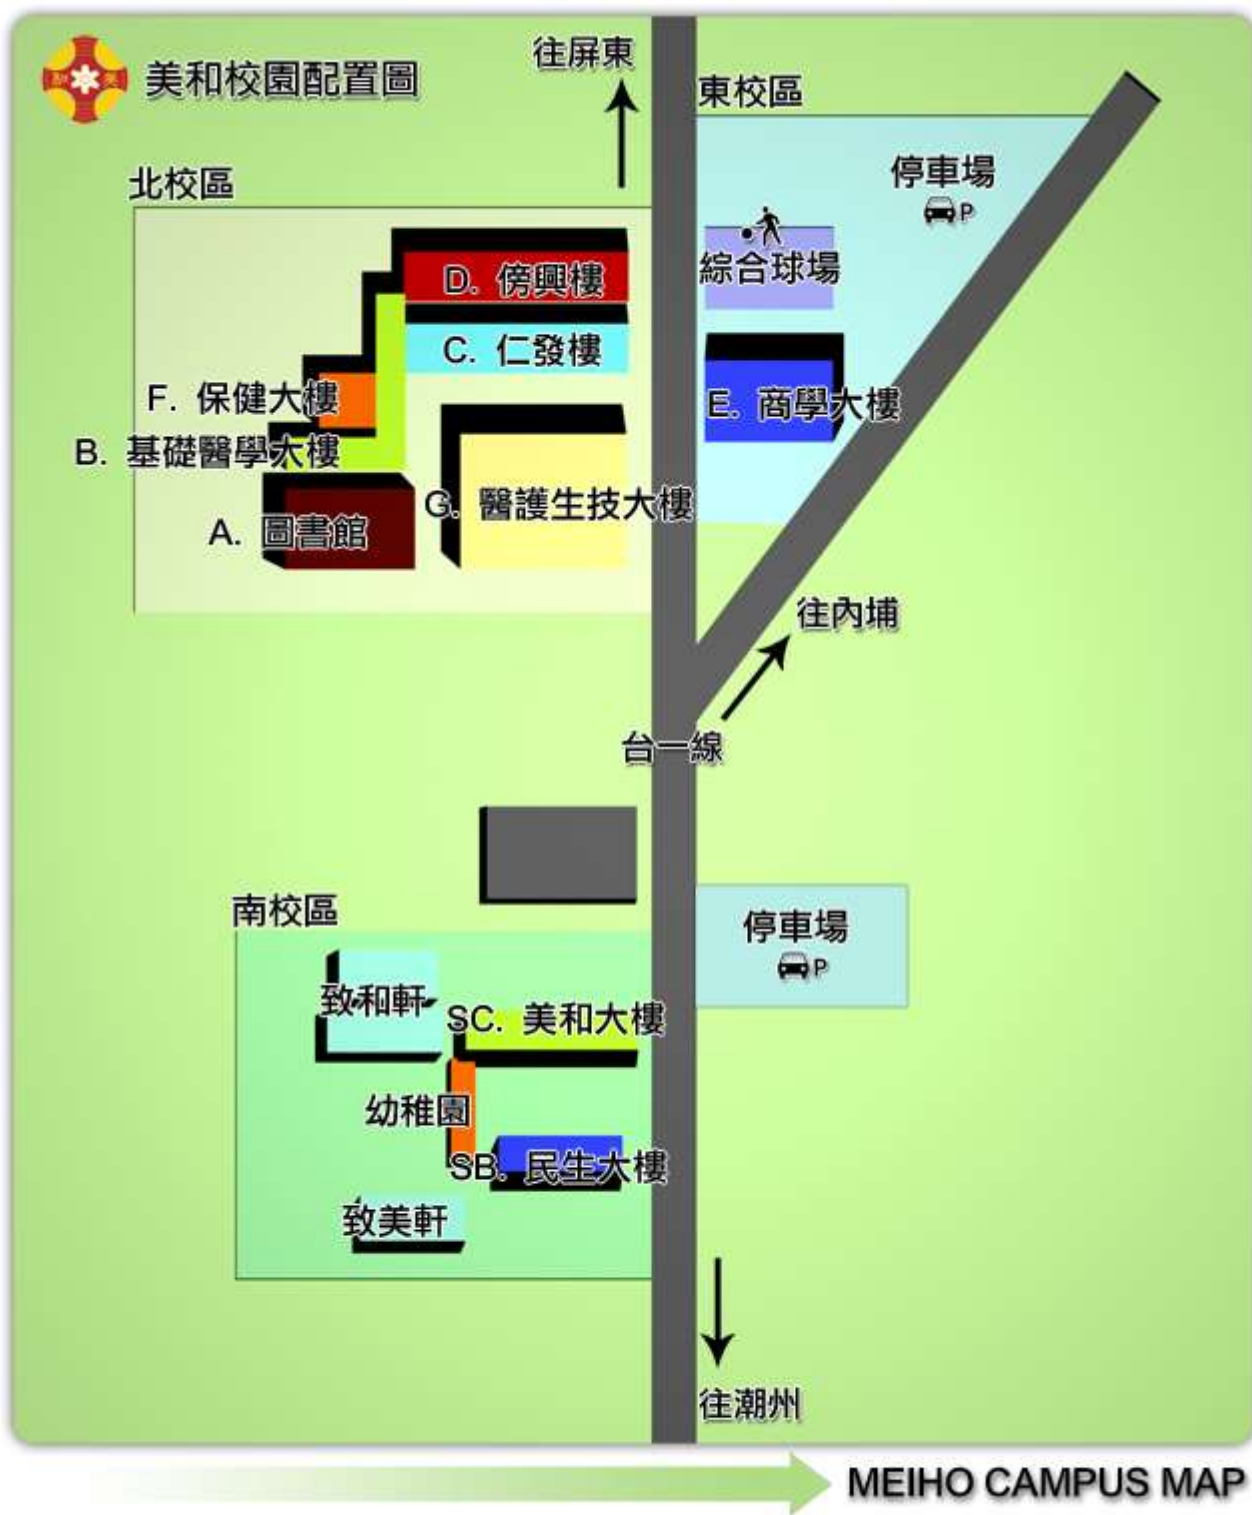 美和校園配置圖
往屏東
東校區
停車場
P
北校區
綜合球場
D. 傍興樓
C. 仁發樓
F. 保健大樓
E. 商學大樓
B. 基礎醫學大樓
G. 醫護生技大樓
A. 圖書館
往內埔
台一線
南校區
停車場
P
致和軒
SC. 美和大樓
幼稚園
SB. 民生大樓
致美軒
往潮州
MEIHO CAMPUS MAP